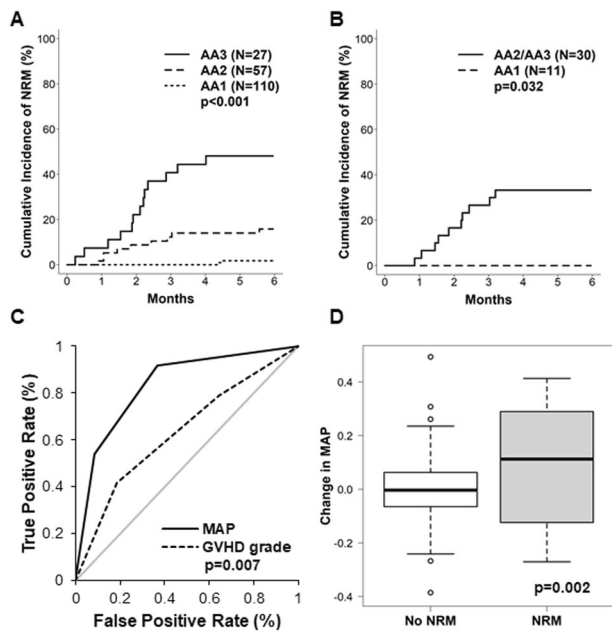 A
Cumulative Incidence of NRM (%)
100
80
60
40
20
0
AA3 (N=27)
AA2 (N=57)
AA1 (N=110)
p<0.001
0 1 2 3 4 5 6
Months
B
Cumulative Incidence of NRM (%)
100
80
60
40
20
0
AA2/AA3 (N=30)
AA1 (N=11)
p=0.032
0 1 2 3 4 5 6
Months
C
True Positive Rate (%)
1
0.8
0.6
0.4
0.2
0
MAP
GVHD grade
p=0.007
0 0.2 0.4 0.6 0.8 1
False Positive Rate (%)
D
Change in MAP
0.4
0.2
0.0
-0.2
-0.4
p=0.002
No NRM NRM